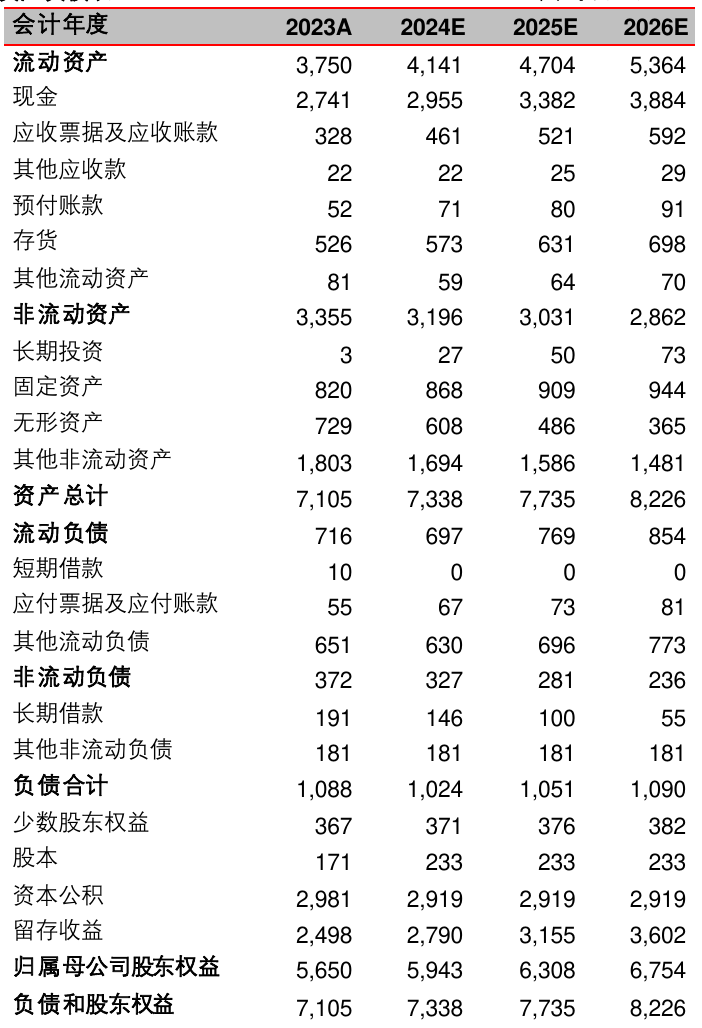 会计年度 2023A 2024E 2025E 2026E
流动资产 3,750 4,141 4,704 5,364
现金 2,741 2,955 3,382 3,884
应收票据及应收账款 328 461 521 592
其他应收款 22 22 25 29
预付账款 52 71 80 91
存货 526 573 631 698
其他流动资产 81 59 64 70
非流动资产 3,355 3,196 3,031 2,862
长期投资 3 27 50 73
固定资产 820 868 909 944
无形资产 729 608 486 365
其他非流动资产 1,803 1,694 1,586 1,481
资产总计 7,105 7,338 7,735 8,226
流动负债 716 697 769 854
短期借款 10 0 0 0
应付票据及应付账款 55 67 73 81
其他流动负债 651 630 696 773
非流动负债 372 327 281 236
长期借款 191 146 100 55
其他非流动负债 181 181 181 181
负债合计 1,088 1,024 1,051 1,090
少数股东权益 367 371 376 382
股本 171 233 233 233
资本公积 2,981 2,919 2,919 2,919
留存收益 2,498 2,790 3,155 3,602
归属母公司股东权益 5,650 5,943 6,308 6,754
负债和股东权益 7,105 7,338 7,735 8,226